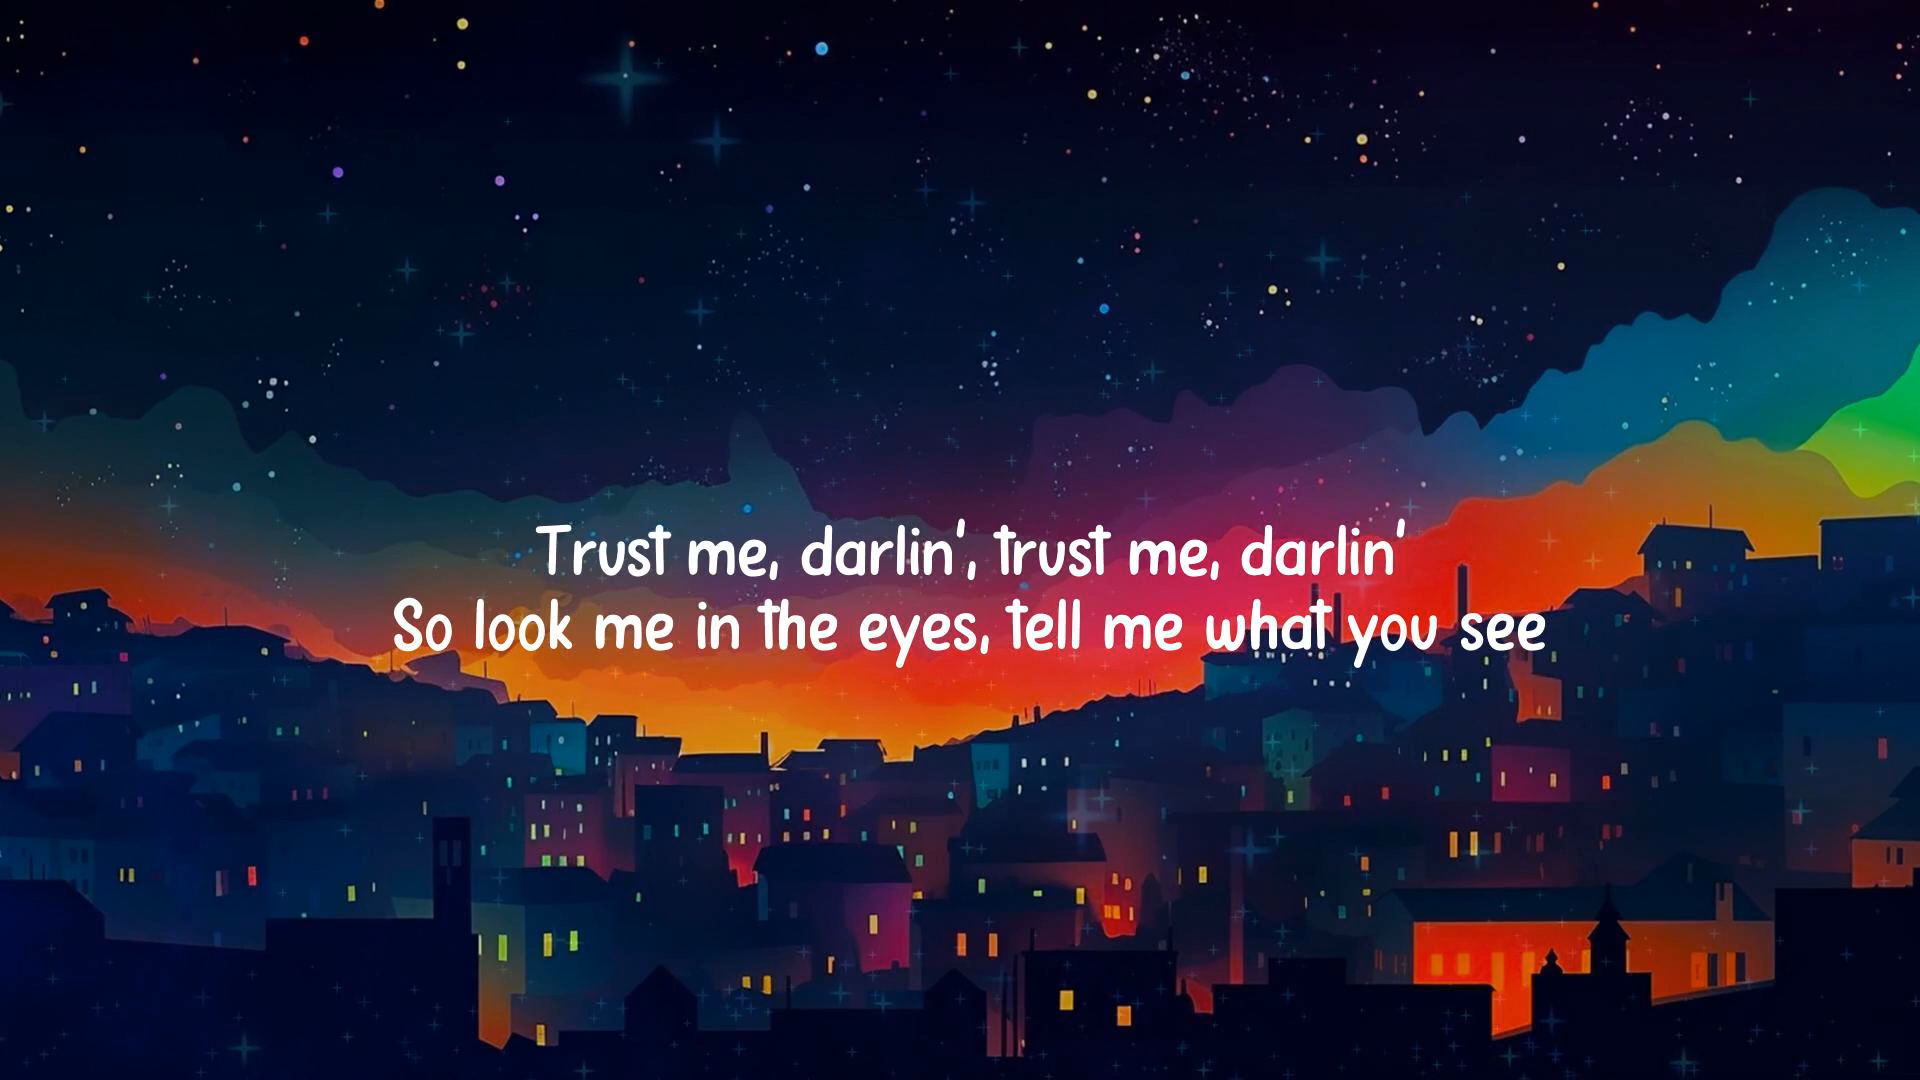 Trust me, darlin', trust me, darlin'
So look me in the eyes, tell me what you see